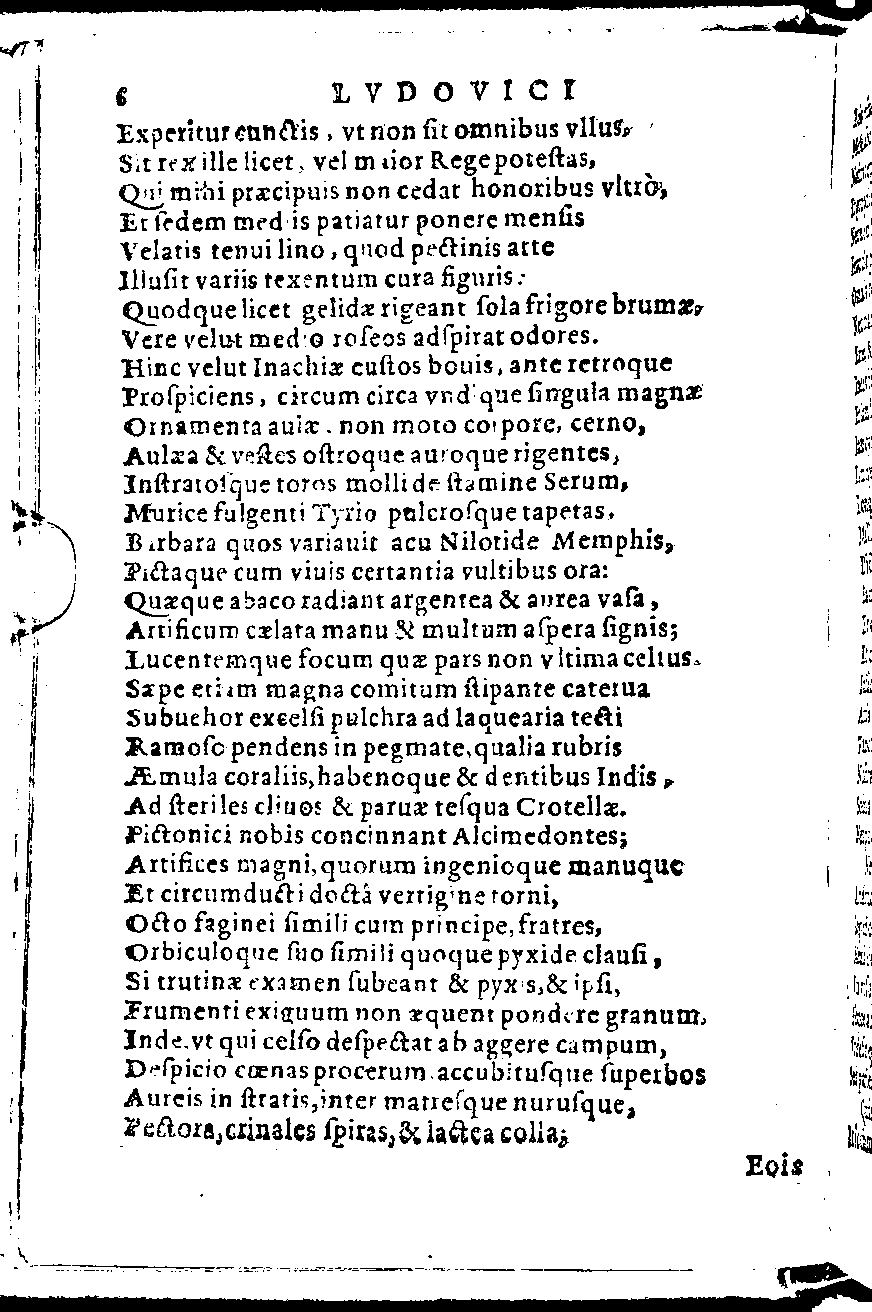 6 LVDOVICI
Experitur cunctis, vt non ſit omnibus vllus,
Sit rex ille licet, vel maior Rege poteſtas,
Qui mihi præcipuis non cedat honoribus vltrò,
Et ſedem mediis patiatur ponere menſis
Velatis tenui lino, quod pectinis arte
Illuſit variis texentum cura figuris:
Quodque licet gelidæ rigeant ſola frigore brumæ,
Vere velut medio roſeos adſpirat odores.
Hinc velut Inachiæ cuſtos bouis, ante retroque
Proſpiciens, circum circa vndique ſingula magnæ
Ornamenta aulæ, non moto corpore, cerno,
Aulæa & veſtes oſtroque auroque rigentes,
Inſtratoſque toros molli de ſtamine Serum,
Murice fulgenti Tyrio pulcroſque tapetas,
Barbara quos variauit acu Nilotide Memphis,
Pictaque cum viuis certantia vultibus ora:
Quæque abaco radiant argentea & aurea vaſa,
Artificum cælata manu & multum aſpera ſignis;
Lucentemque focum quæ pars non vltima cœtus.
Sæpe etiam magna comitum ſtipante caterua
Subuehor excelſi pulchra ad laquearia tecti
Ramoſo pendens in pegmate, qualia rubris
Æmula coraliis, habenoque & dentibus Indis,
Ad ſteriles cliuos & paruæ teſqua Crotellæ.
Pictonici nobis concinnant Alcimedontes;
Artifices magni, quorum ingenioque manuque
Et circumducti doctâ vertigine torni,
Octo faginei ſimili cum principe, fratres,
Orbiculoque ſuo ſimili quoque pyxide clauſi,
Si trutinæ examen ſubeant & pyxis, & ipſi,
Frumenti exiguum non æquent pondere granum,
Inde, vt qui celſo deſpectat ab aggere campum,
Deſpicio cœnas procerum, accubituſque ſuperbos
Aureis in ſtratis, inter matreſque nuruſque,
Pectora, crinales ſpiras, & lactea colla;
Eois